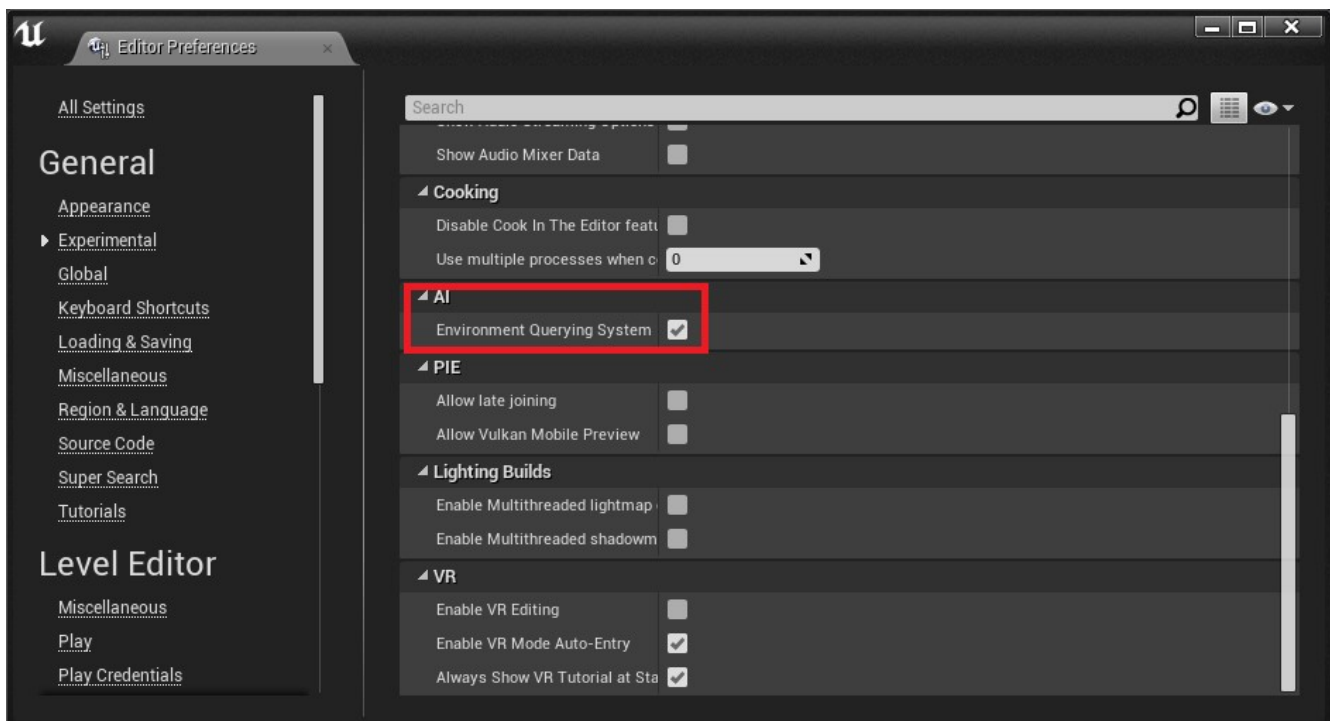 Editor Preferences
All Settings
General
Appearance
Experimental
Global
Keyboard Shortcuts
Loading & Saving
Miscellaneous
Region & Language
Source Code
Super Search
Tutorials
Level Editor
Miscellaneous
Play
Play Credentials
Search
Show Audio Streaming Options
Show Audio Mixer Data
Cooking
Disable Cook In The Editor featu
Use multiple processes when c 0
AI
Environment Querying System
PIE
Allow late joining
Allow Vulkan Mobile Preview
Lighting Builds
Enable Multithreaded lightmap
Enable Multithreaded shadowm
VR
Enable VR Editing
Enable VR Mode Auto-Entry
Always Show VR Tutorial at Sta